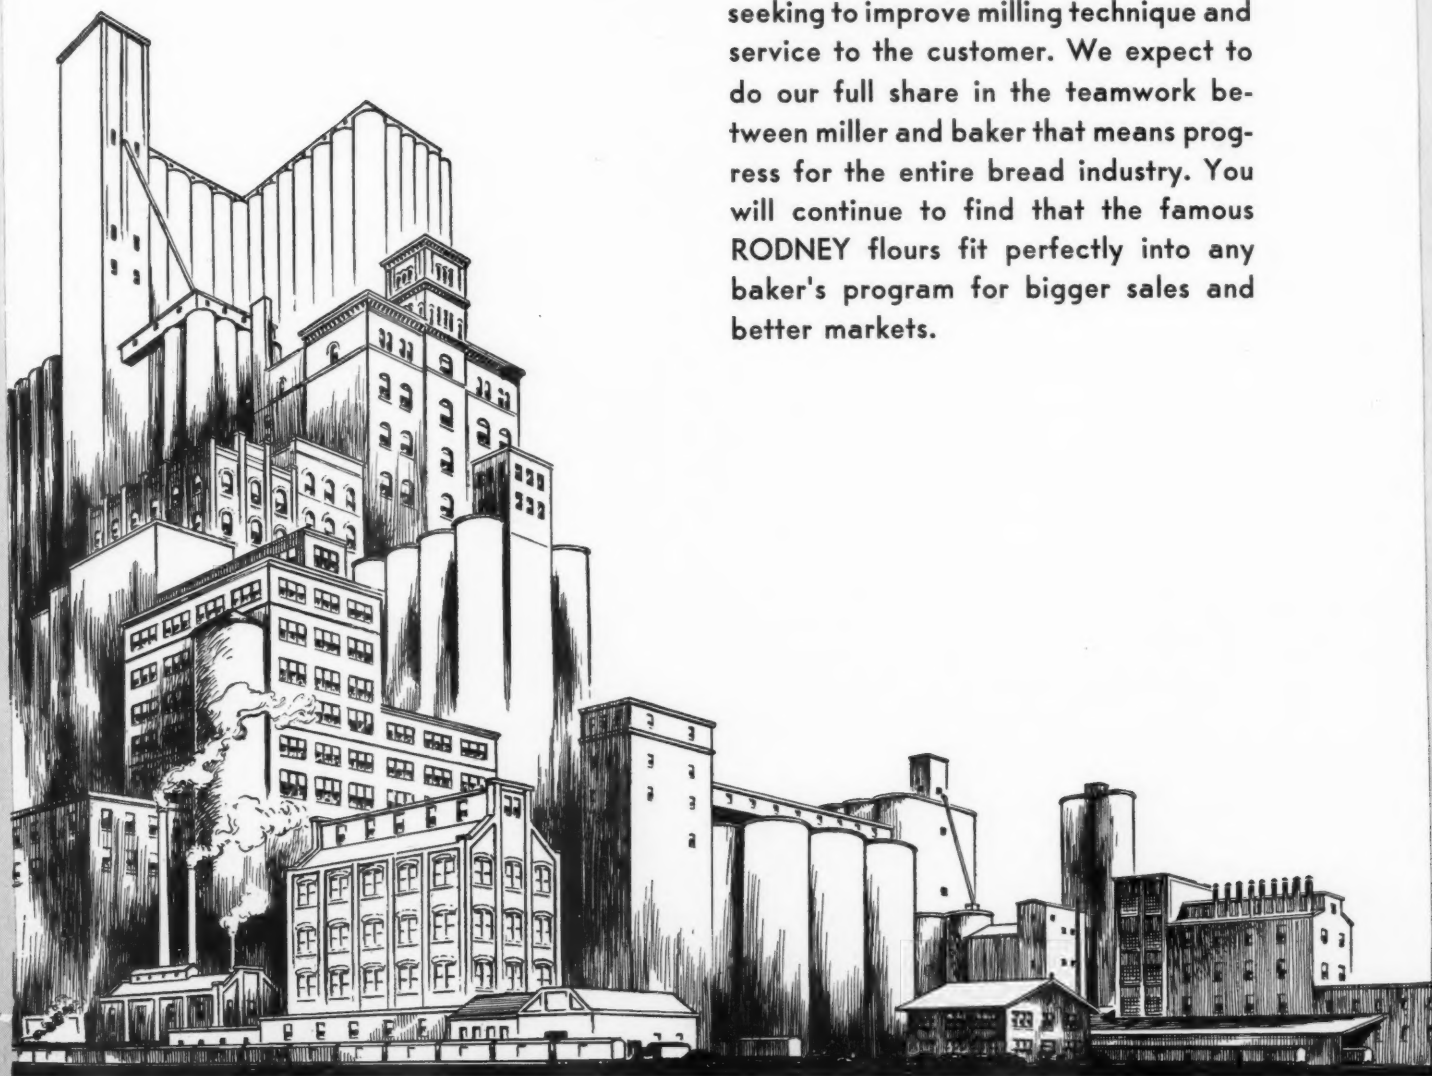 seeking to improve milling technique and
service to the customer. We expect to
do our full share in the teamwork be-
tween miller and baker that means prog-
ress for the entire bread industry. You
will continue to find that the famous
RODNEY flours fit perfectly into any
baker's program for bigger sales and
better markets.